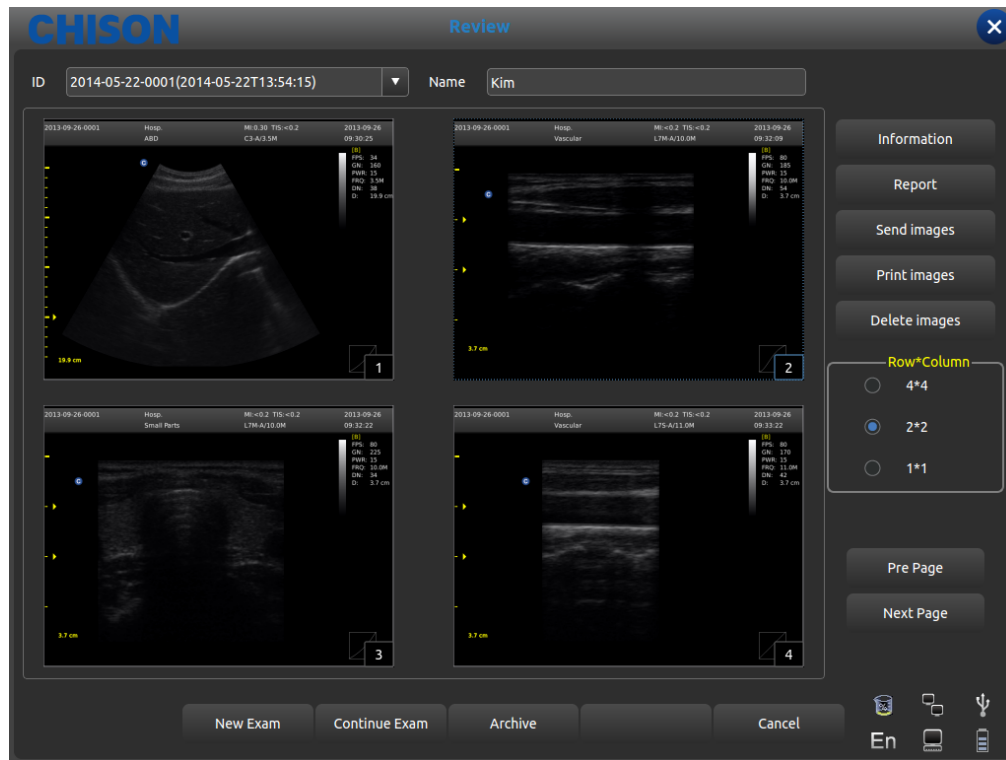 CHISON
Review
ID 2014-05-22-0001(2014-05-22T13:54:15) Name Kim
2013-09-26-0001 Hosp. MI:0.30 TIS:<0.2 2013-09-26
ABD C3-A/3.5M 09:30:25
[B]
FPS: 34
GN: 160
PWR: 15
FRQ: 3.5M
DN: 38
D: 19.9 cm
C
19.9 cm
1
2013-09-26-0001 Hosp. MI:<0.2 TIS:<0.2 2013-09-26
Vascular L7M-A/10.0M 09:32:09
[B]
FPS: 80
GN: 185
PWR: 15
FRQ: 10.0M
DN: 54
D: 3.7 cm
C
3.7 cm
2
2013-09-26-0001 Hosp. MI:<0.2 TIS:<0.2 2013-09-26
Small Parts L7M-A/10.0M 09:32:22
[B]
FPS: 80
GN: 225
PWR: 15
FRQ: 10.0M
DN: 34
D: 3.7 cm
C
3.7 cm
3
2013-09-26-0001 Hosp. MI:<0.2 TIS:<0.2 2013-09-26
Vascular L7S-A/11.0M 09:33:22
[B]
FPS: 80
GN: 170
PWR: 15
FRQ: 11.0M
DN: 42
D: 3.7 cm
C
3.7 cm
4
Information
Report
Send images
Print images
Delete images
Row*Column
4*4
2*2
1*1
Pre Page
Next Page
New Exam Continue Exam Archive Cancel
En